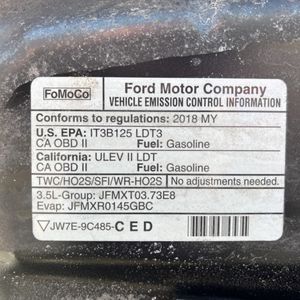 FoMoCo
Ford Motor Company
VEHICLE EMISSION CONTROL INFORMATION
Conforms to regulations: 2018 MY
U.S. EPA: IT3B125 LDT3
CA OBD II Fuel: Gasoline
California: ULEV II LDT
CA OBD II Fuel: Gasoline
TWC/HO2S/SFI/WR-HO2S No adjustments needed.
3.5L-Group: JFMXT03.73E8
Evap: JFMXR0145GBC
JW7E-9C485-C E D